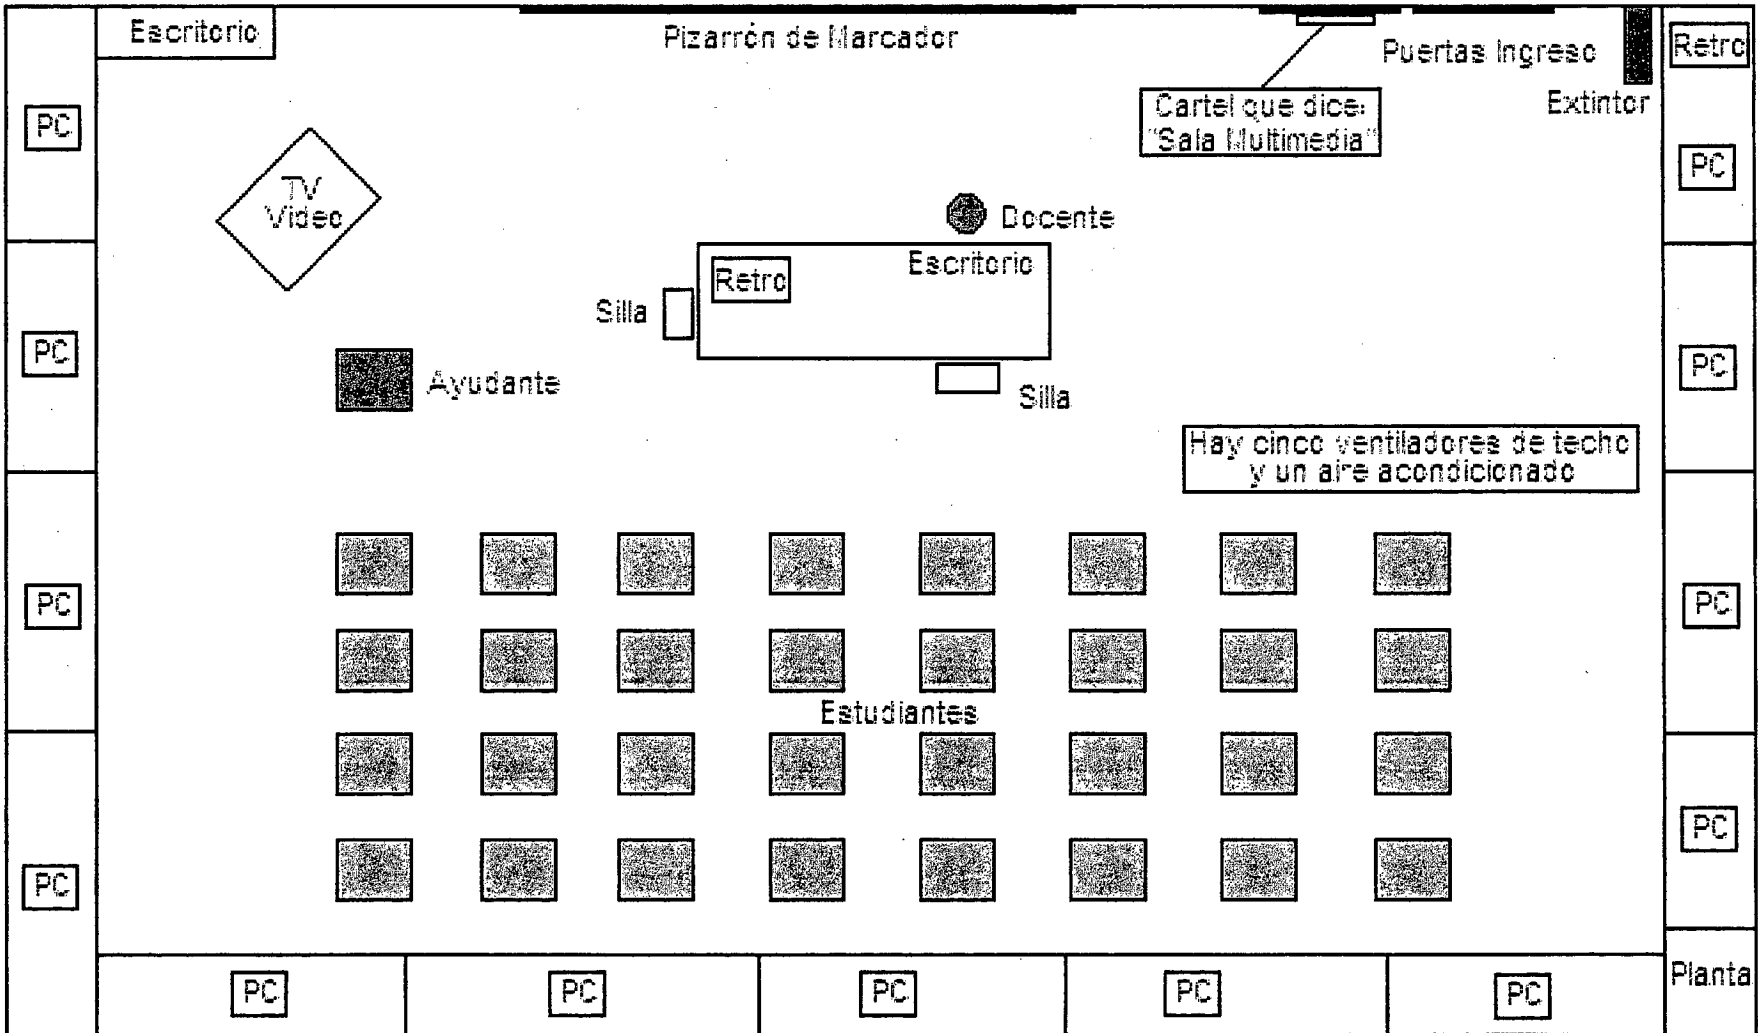 Escritorio
Pizarrón de Marcador
Puertas Ingreso
Retro
Extintor
Cartel que dice:
"Sala Multimedia"
PC
PC
TV
Video
Docente
Escritorio
Retro
Silla
PC
PC
Ayudante
Silla
Hay cinco ventiladores de techo
y un aire acondicionado
PC
PC
Estudiantes
PC
PC
PC
PC
PC
PC
PC
Planta